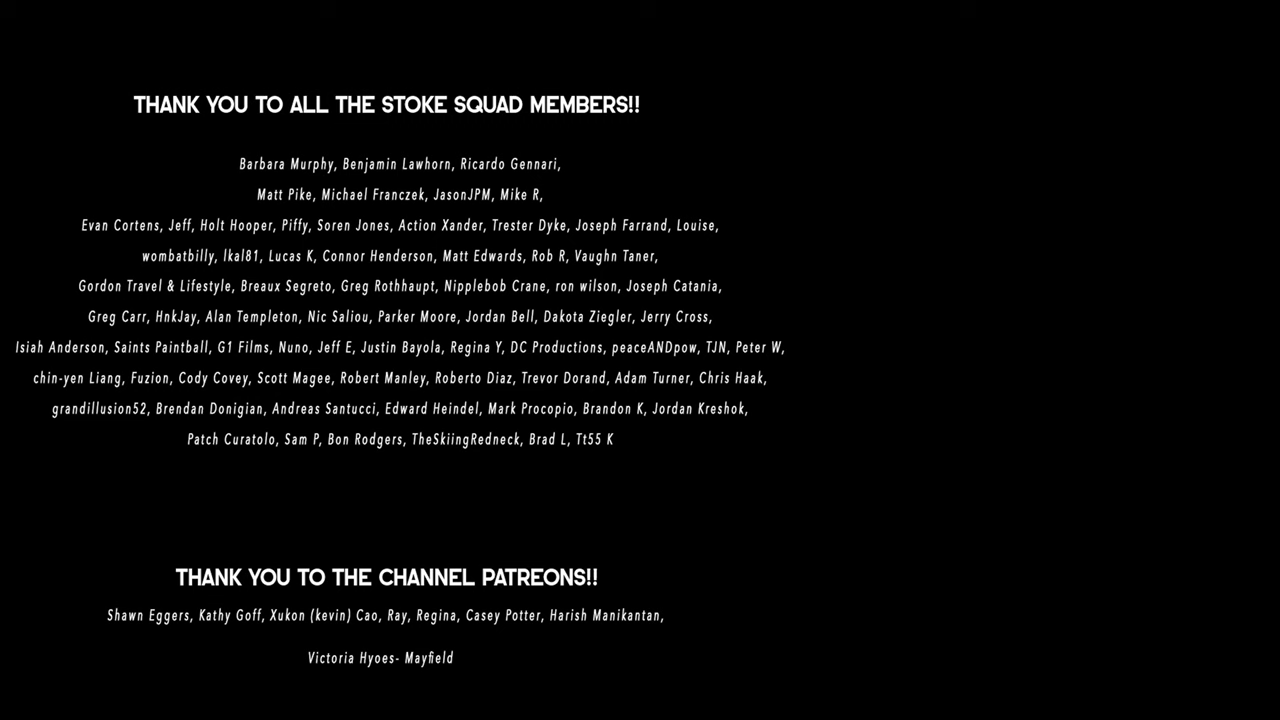 THANK YOU TO ALL THE STOKE SQUAD MEMBERS!!
Barbara Murphy, Benjamin Lawhorn, Ricardo Gennari,
Matt Pike, Michael Franczek, JasonJPM, Mike R,
Evan Cortens, Jeff, Holt Hooper, Piffy, Soren Jones, Action Xander, Trester Dyke, Joseph Farrand, Louise,
wombatbilly, lkal81, Lucas K, Connor Henderson, Matt Edwards, Rob R, Vaughn Taner,
Gordon Travel & Lifestyle, Breaux Segreto, Greg Rothhaupt, Nipplebob Crane, ron wilson, Joseph Catania,
Greg Carr, HnkJay, Alan Templeton, Nic Saliou, Parker Moore, Jordan Bell, Dakota Ziegler, Jerry Cross,
Isiah Anderson, Saints Paintball, G1 Films, Nuno, Jeff E, Justin Bayola, Regina Y, DC Productions, peaceANDpow, TJN, Peter W,
chin-yen Liang, Fuzion, Cody Covey, Scott Magee, Robert Manley, Roberto Diaz, Trevor Dorand, Adam Turner, Chris Haak,
grandillusion52, Brendan Donigian, Andreas Santucci, Edward Heindel, Mark Procopio, Brandon K, Jordan Kreshok,
Patch Curatolo, Sam P, Bon Rodgers, TheSkiingRedneck, Brad L, Tt55 K
THANK YOU TO THE CHANNEL PATREONS!!
Shawn Eggers, Kathy Goff, Xukon (kevin) Cao, Ray, Regina, Casey Potter, Harish Manikantan,
Victoria Hyoes- Mayfield